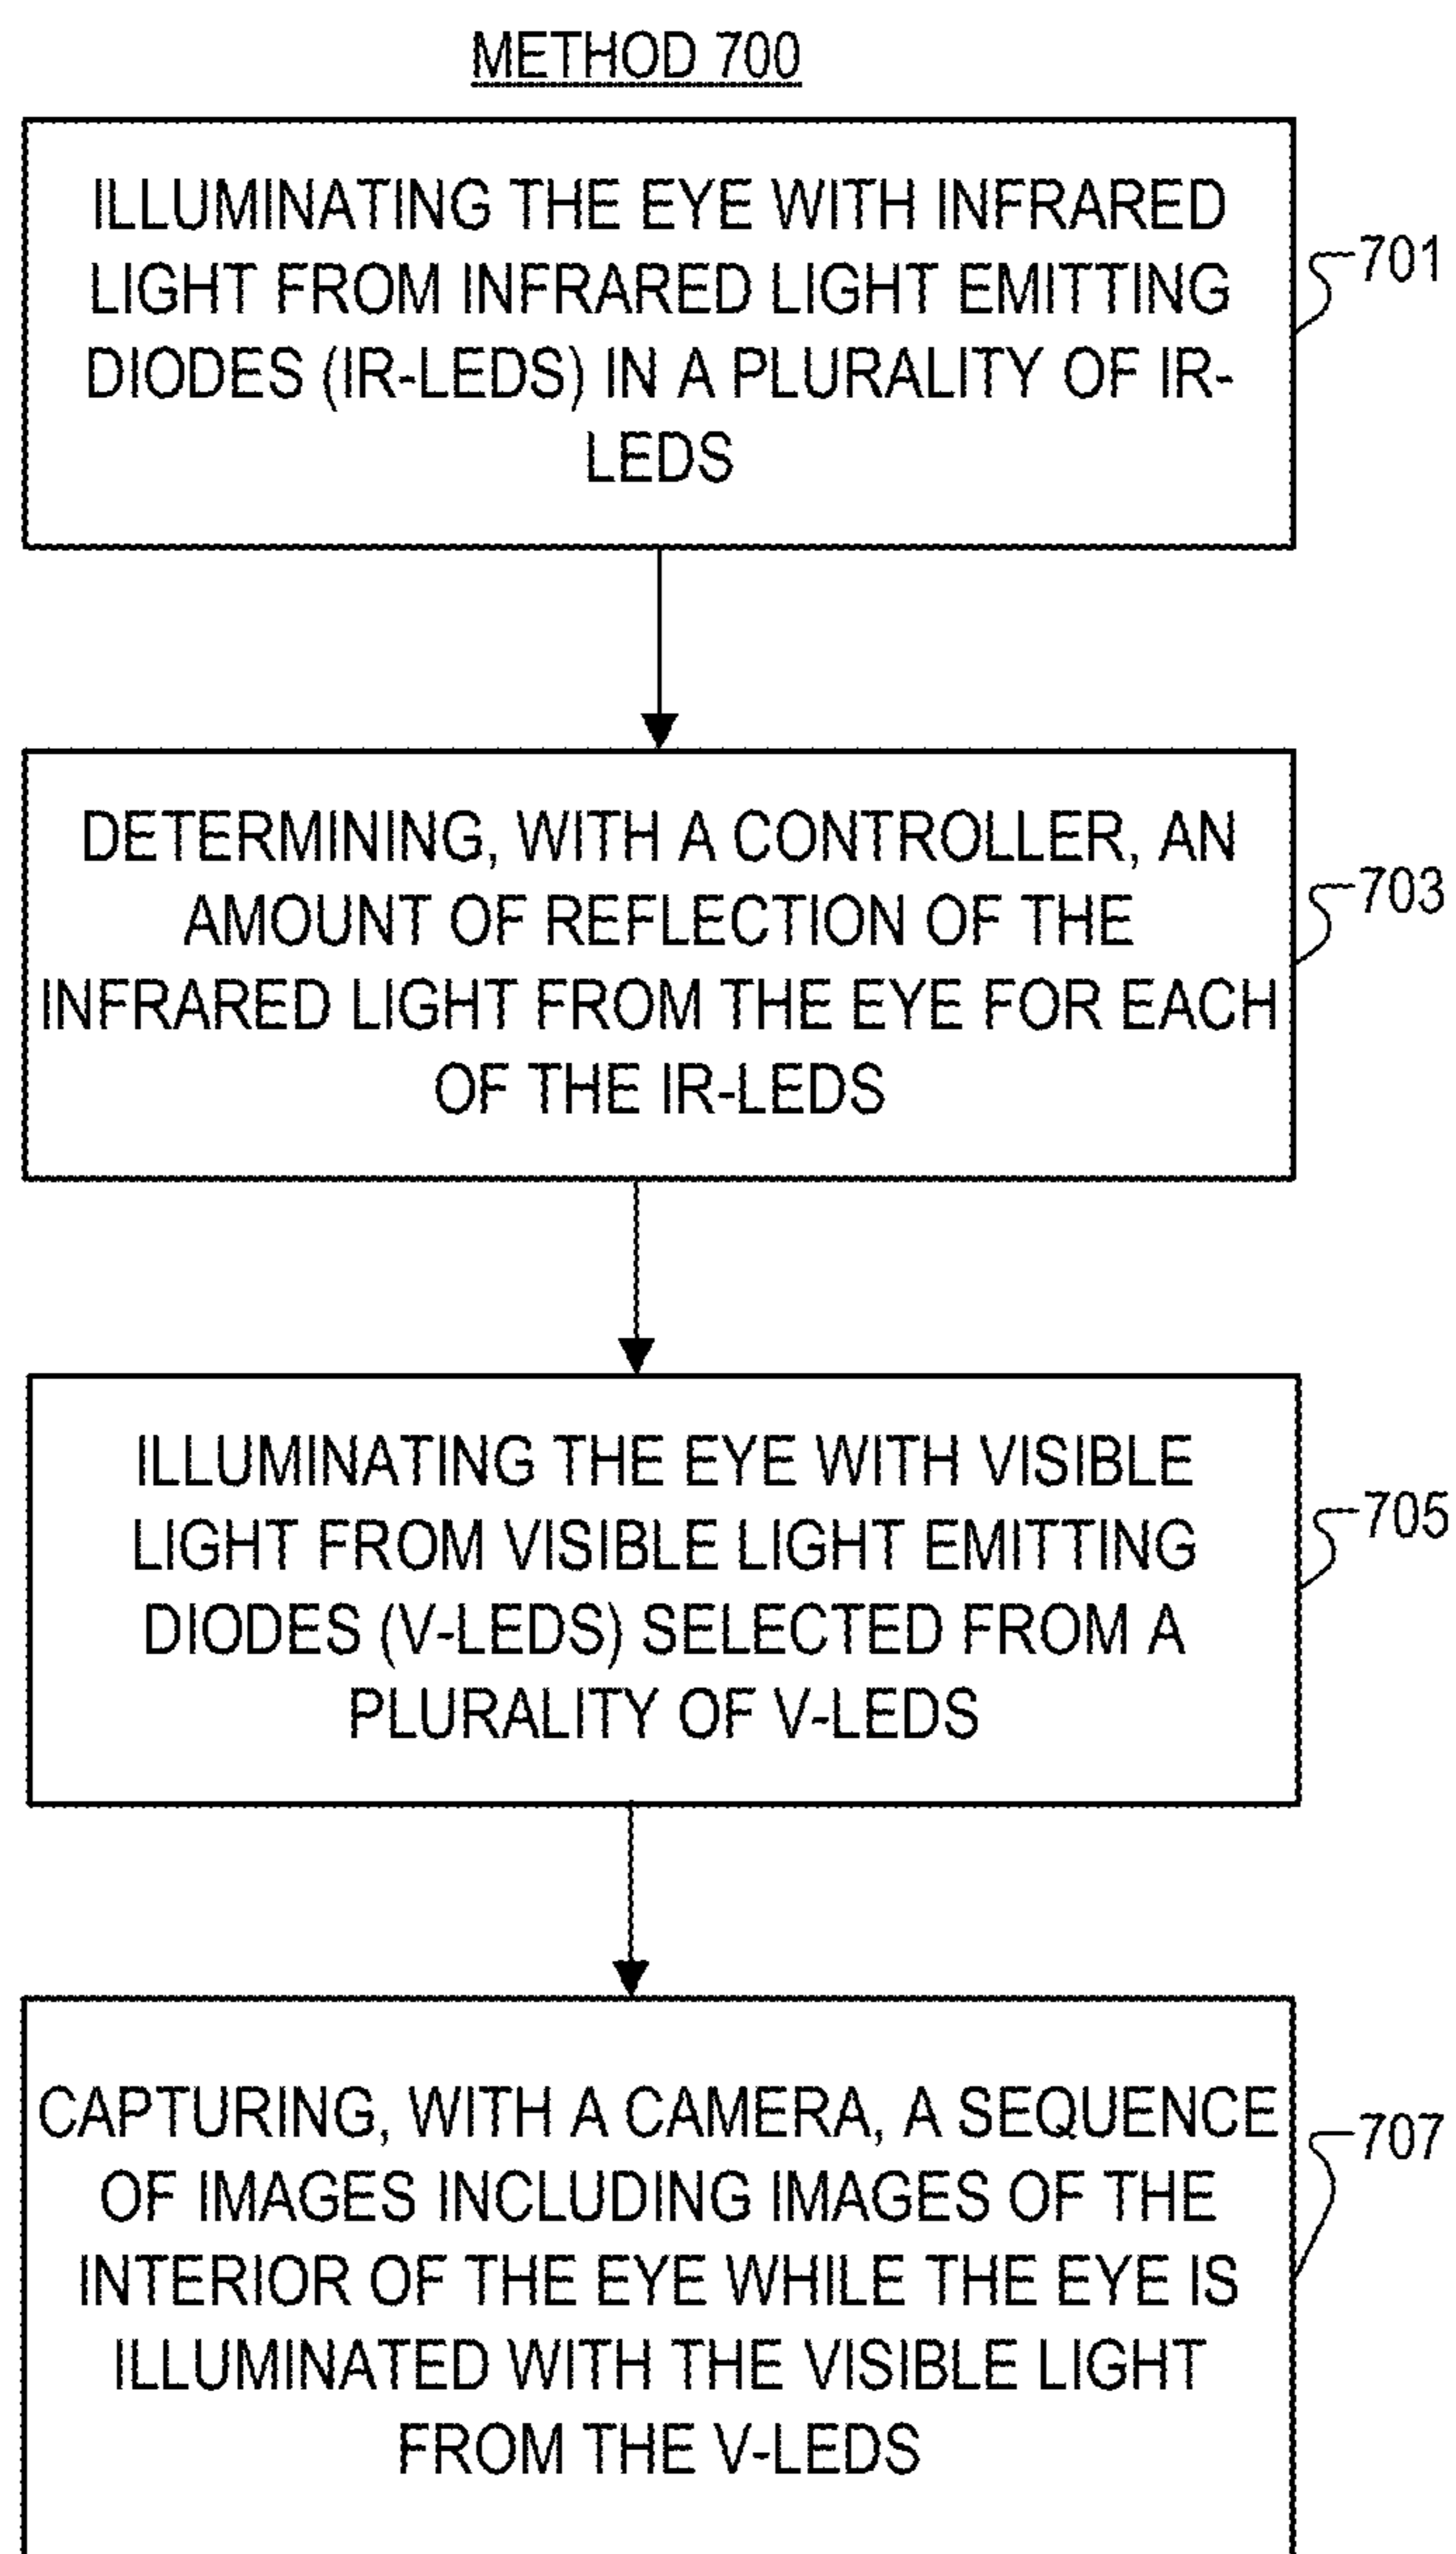 METHOD 700
ILLUMINATING THE EYE WITH INFRARED
LIGHT FROM INFRARED LIGHT EMITTING
DIODES (IR-LEDS) IN A PLURALITY OF IR-
LEDS
701
DETERMINING, WITH A CONTROLLER, AN
AMOUNT OF REFLECTION OF THE
INFRARED LIGHT FROM THE EYE FOR EACH
OF THE IR-LEDS
703
ILLUMINATING THE EYE WITH VISIBLE
LIGHT FROM VISIBLE LIGHT EMITTING
DIODES (V-LEDS) SELECTED FROM A
PLURALITY OF V-LEDS
705
CAPTURING, WITH A CAMERA, A SEQUENCE
OF IMAGES INCLUDING IMAGES OF THE
INTERIOR OF THE EYE WHILE THE EYE IS
ILLUMINATED WITH THE VISIBLE LIGHT
FROM THE V-LEDS
707